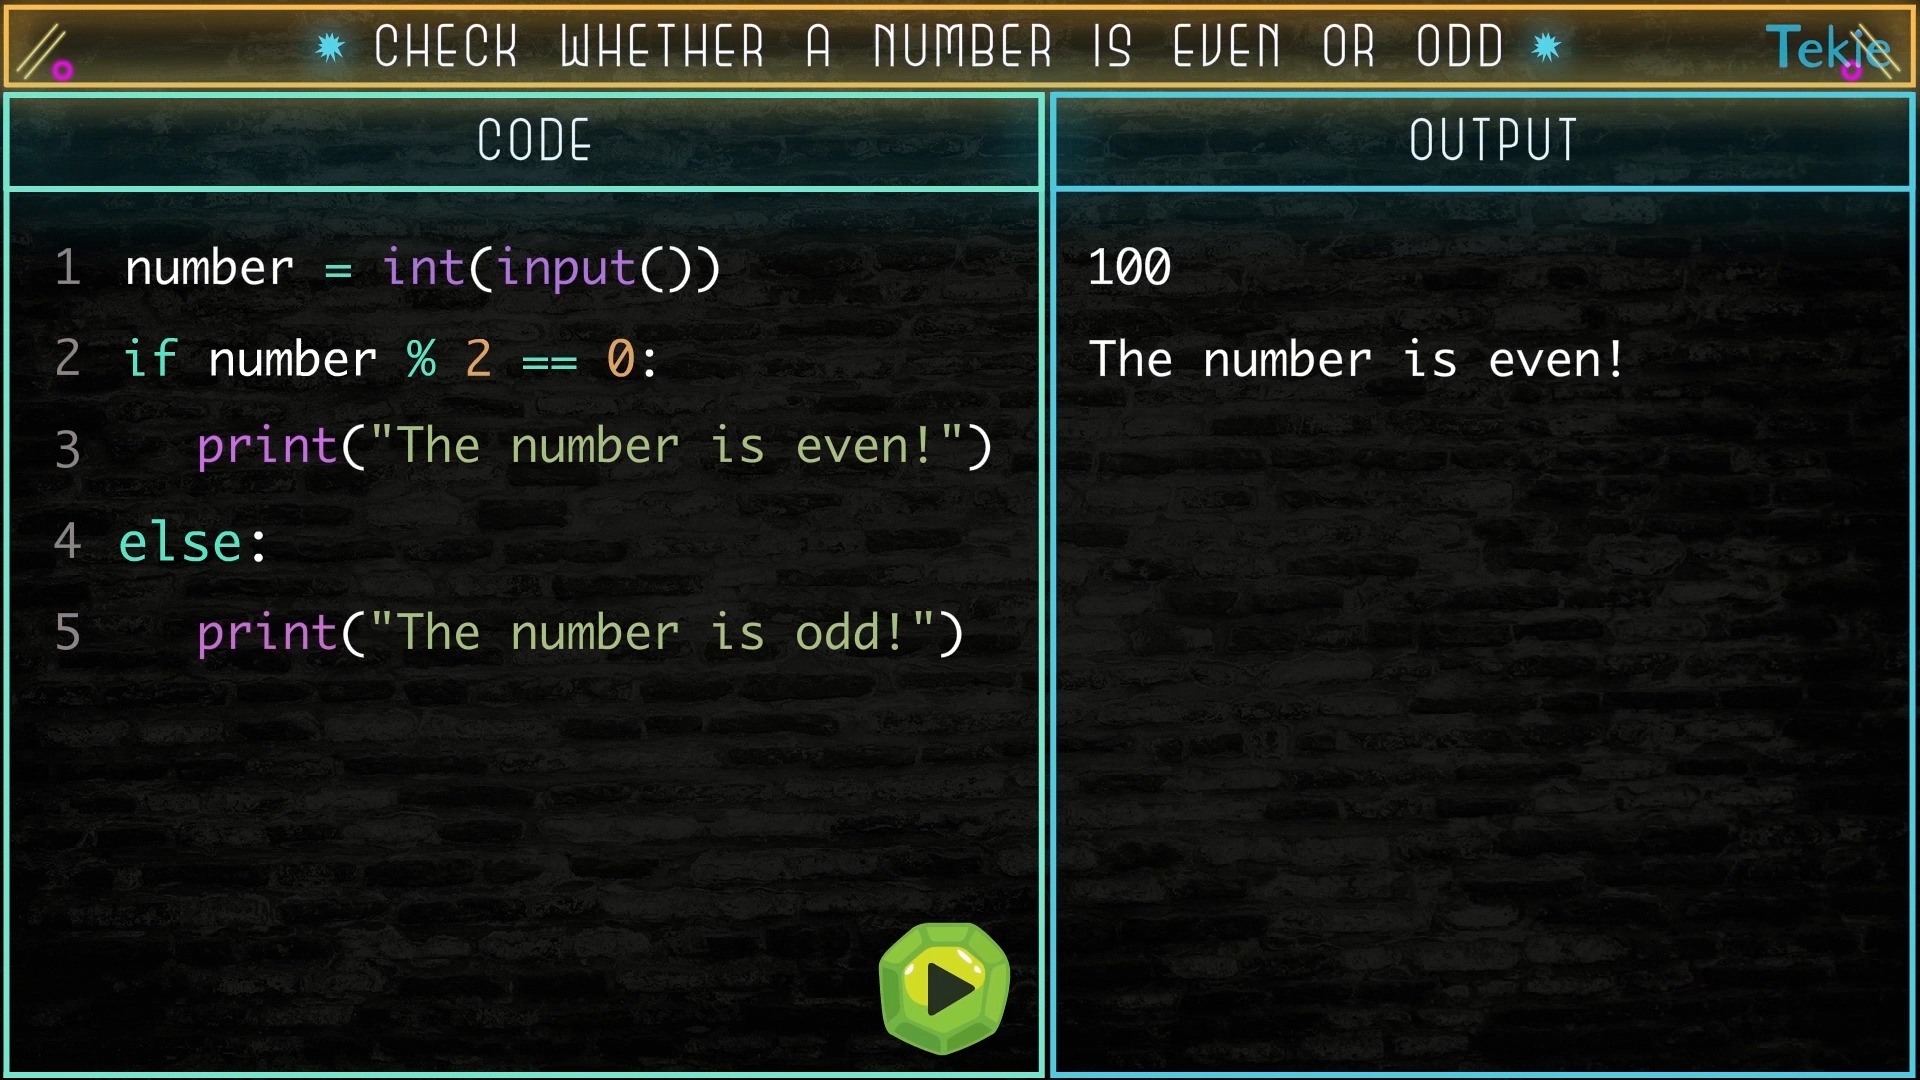 CHECK WHETHER A NUMBER IS EVEN OR ODD
Tekie
CODE
1 number = int(input())
2 if number % 2 == 0:
3 print("The number is even!")
4 else:
5 print("The number is odd!")
OUTPUT
100
The number is even!